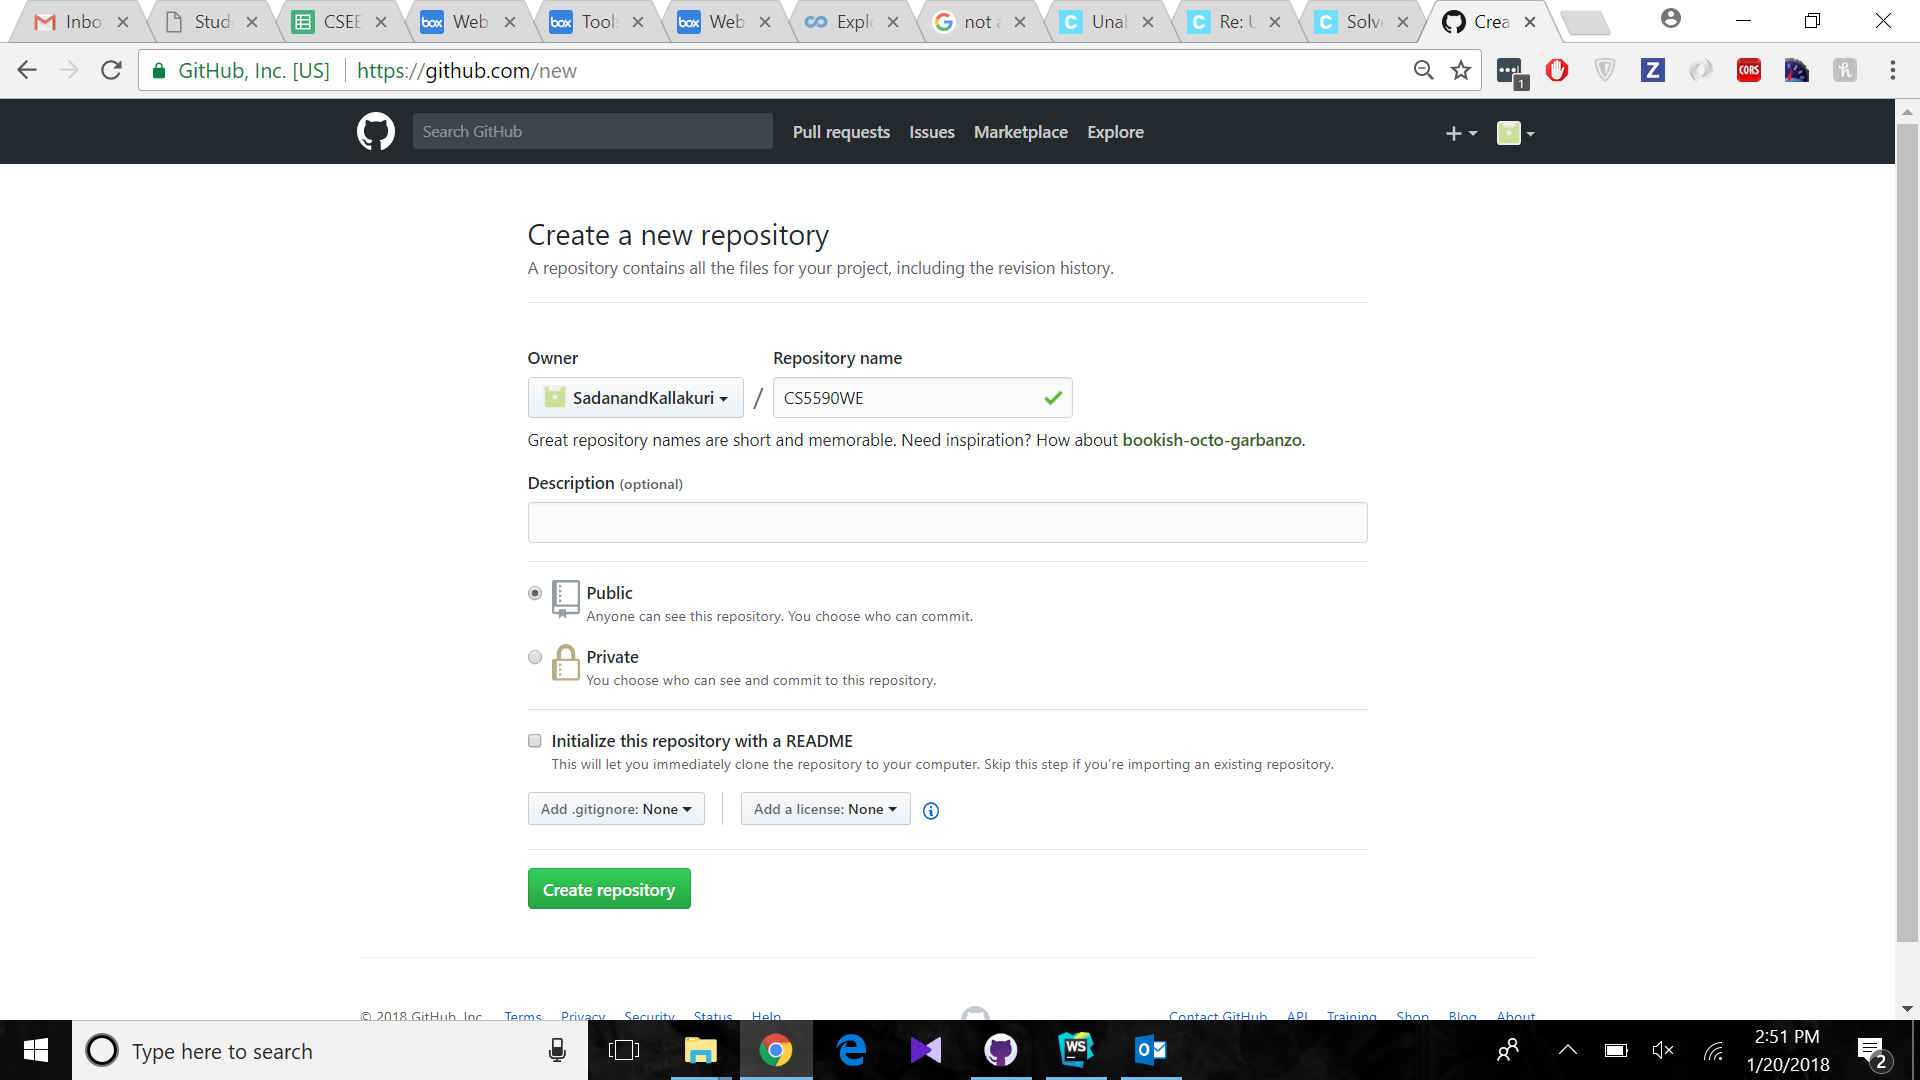 Inbo Stud CSEE Web Tools Web Explo not a Unal Re: U Solve Crea
GitHub, Inc. [US] https://github.com/new
1
CORS
Search GitHub Pull requests Issues Marketplace Explore
Create a new repository
A repository contains all the files for your project, including the revision history.
Owner Repository name
SadanandKallakuri / CS5590WE
Great repository names are short and memorable. Need inspiration? How about bookish-octo-garbanzo.
Description (optional)
Public
Anyone can see this repository. You choose who can commit.
Private
You choose who can see and commit to this repository.
Initialize this repository with a README
This will let you immediately clone the repository to your computer. Skip this step if you're importing an existing repository.
Add .gitignore: None Add a license: None
Create repository
© 2018 GitHub, Inc. Terms Privacy Security Status Help Contact GitHub API Training Shop Blog About
Type here to search
WS
2:51 PM
1/20/2018
2